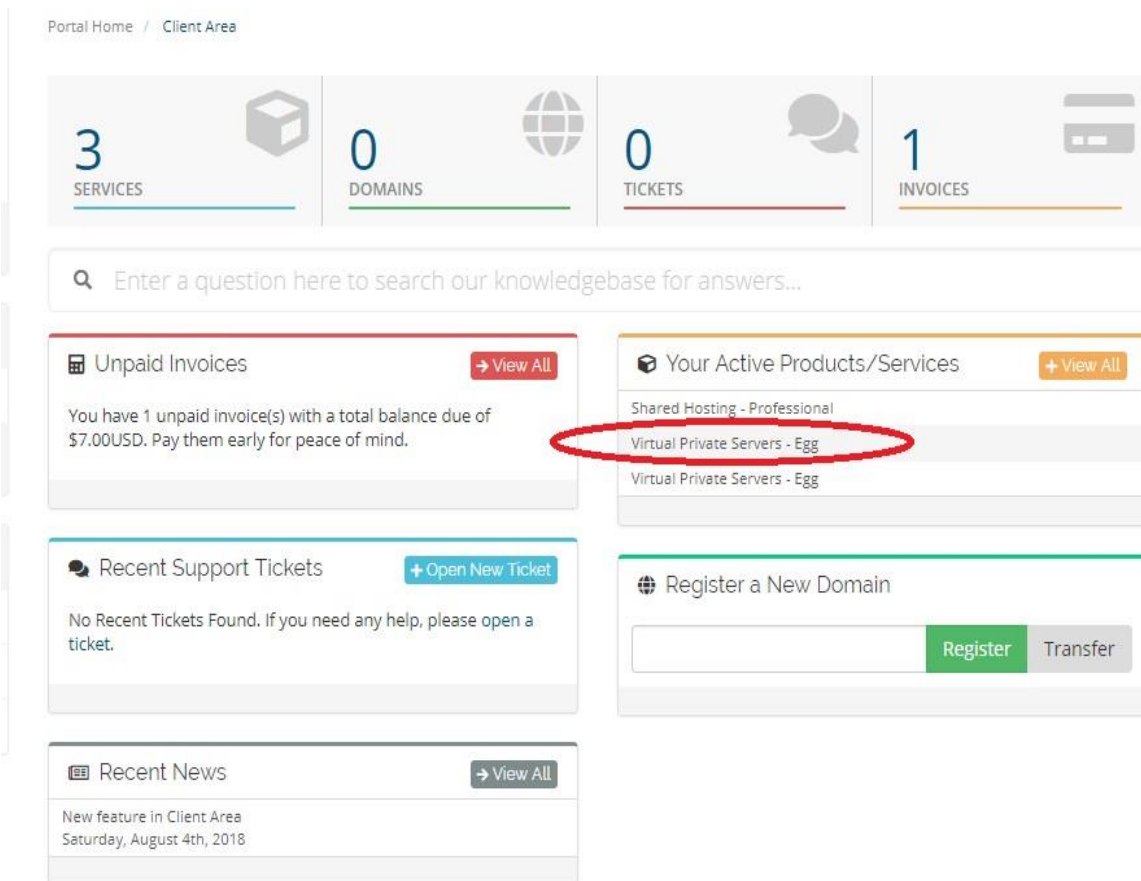 Portal Home / Client Area
3
SERVICES
0
DOMAINS
0
TICKETS
1
INVOICES
Enter a question here to search our knowledgebase for answers...
Unpaid Invoices
View All
You have 1 unpaid invoice(s) with a total balance due of
$7.00USD. Pay them early for peace of mind.
Your Active Products/Services
View All
Shared Hosting - Professional
Virtual Private Servers - Egg
Virtual Private Servers - Egg
Recent Support Tickets
Open New Ticket
No Recent Tickets Found. If you need any help, please open a
ticket.
Register a New Domain
Register
Transfer
Recent News
View All
New feature in Client Area
Saturday, August 4th, 2018